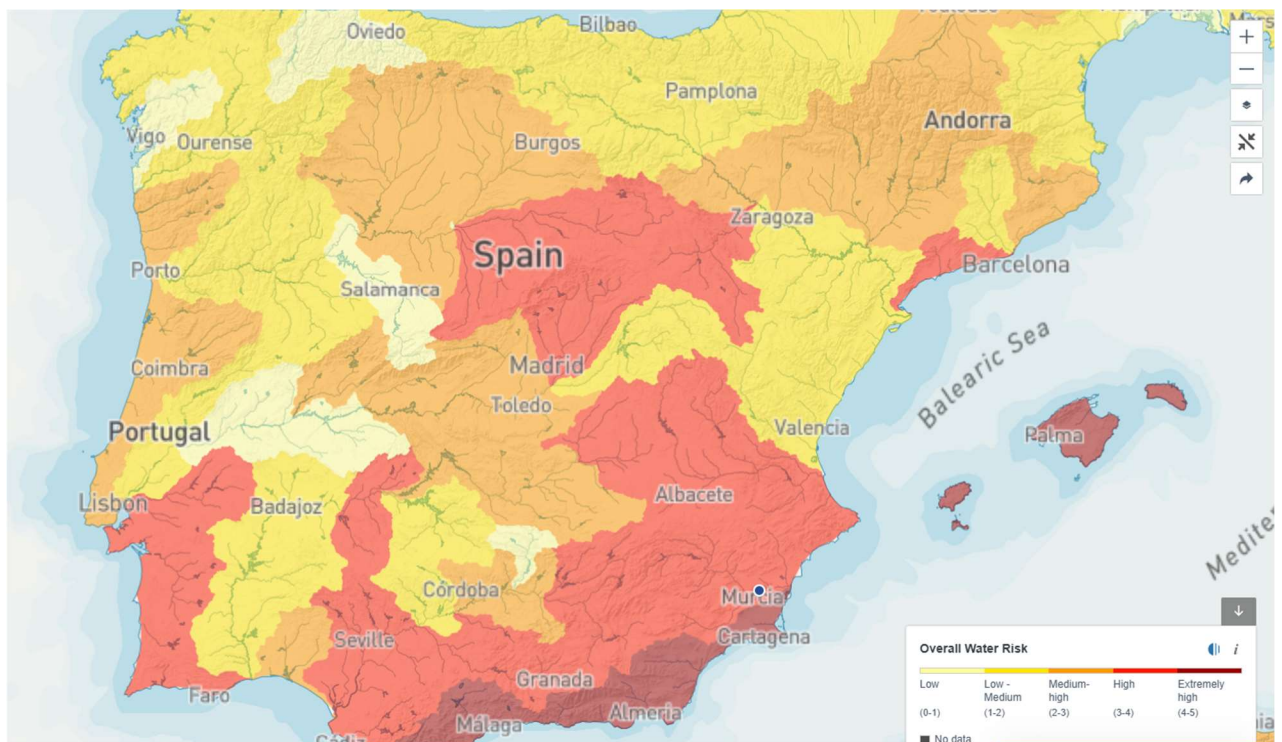 Oviedo
Bilbao
Pamplona
Vigo
Ourense
Burgos
Andorra
Zaragoza
Spain
Porto
Salamanca
Barcelona
Coimbra
Madrid
Toledo
Balearic Sea
Portugal
Valencia
Palma
Lisbon
Badajoz
Albacete
Córdoba
Murcia
Seville
Cartagena
Granada
Faro
Málaga
Almeria
Overall Water Risk
i
Low
Low -
Medium
Medium-
high
High
Extremely
high
(0-1)
(1-2)
(2-3)
(3-4)
(4-5)
No data